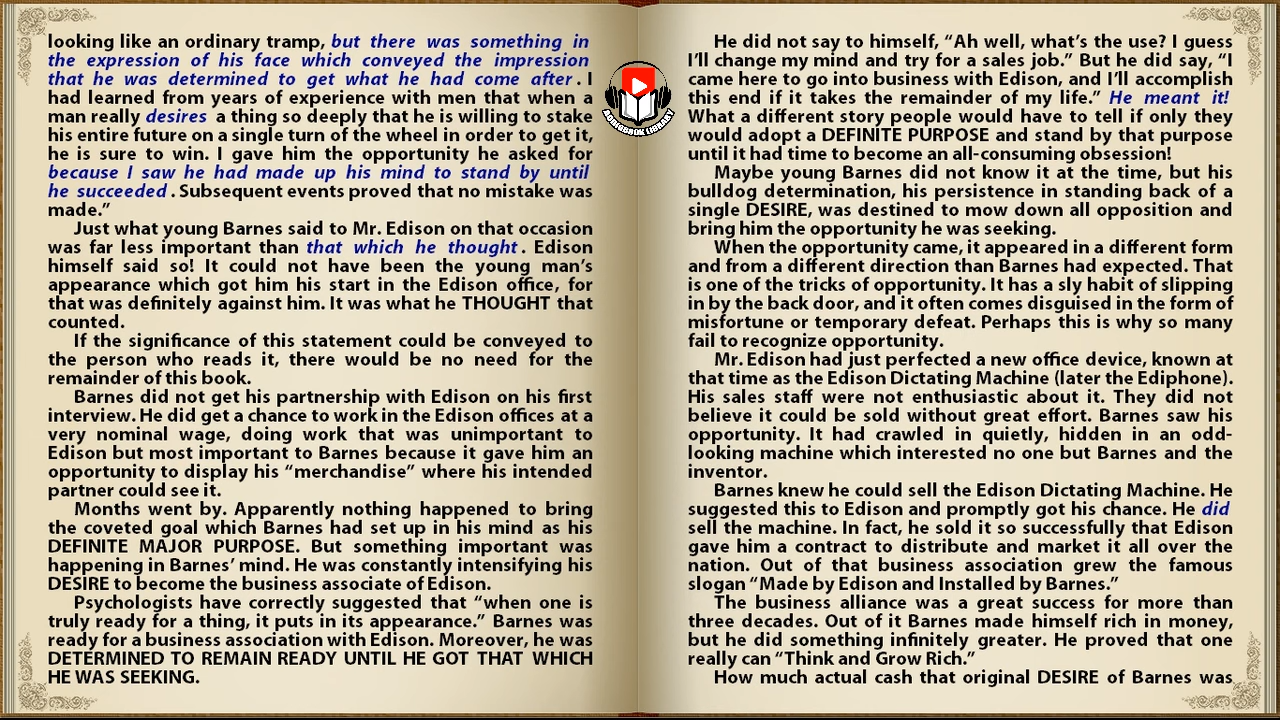 looking like an ordinary tramp, but there was something in
the expression of his face which conveyed the impression
that he was determined to get what he had come after . I
had learned from years of experience with men that when a
man really desires a thing so deeply that he is willing to stake
his entire future on a single turn of the wheel in order to get it,
he is sure to win. I gave him the opportunity he asked for
because I saw he had made up his mind to stand by until
he succeeded . Subsequent events proved that no mistake was
made.”
Just what young Barnes said to Mr. Edison on that occasion
was far less important than that which he thought . Edison
himself said so! It could not have been the young man’s
appearance which got him his start in the Edison office, for
that was definitely against him. It was what he THOUGHT that
counted.
If the significance of this statement could be conveyed to
the person who reads it, there would be no need for the
remainder of this book.
Barnes did not get his partnership with Edison on his first
interview. He did get a chance to work in the Edison offices at a
very nominal wage, doing work that was unimportant to
Edison but most important to Barnes because it gave him an
opportunity to display his “merchandise” where his intended
partner could see it.
Months went by. Apparently nothing happened to bring
the coveted goal which Barnes had set up in his mind as his
DEFINITE MAJOR PURPOSE. But something important was
happening in Barnes’ mind. He was constantly intensifying his
DESIRE to become the business associate of Edison.
Psychologists have correctly suggested that “when one is
truly ready for a thing, it puts in its appearance.” Barnes was
ready for a business association with Edison. Moreover, he was
DETERMINED TO REMAIN READY UNTIL HE GOT THAT WHICH
HE WAS SEEKING.
AUDIOBOOK LIBRARY
He did not say to himself, “Ah well, what’s the use? I guess
I’ll change my mind and try for a sales job.” But he did say, “I
came here to go into business with Edison, and I’ll accomplish
this end if it takes the remainder of my life.” He meant it!
What a different story people would have to tell if only they
would adopt a DEFINITE PURPOSE and stand by that purpose
until it had time to become an all-consuming obsession!
Maybe young Barnes did not know it at the time, but his
bulldog determination, his persistence in standing back of a
single DESIRE, was destined to mow down all opposition and
bring him the opportunity he was seeking.
When the opportunity came, it appeared in a different form
and from a different direction than Barnes had expected. That
is one of the tricks of opportunity. It has a sly habit of slipping
in by the back door, and it often comes disguised in the form of
misfortune or temporary defeat. Perhaps this is why so many
fail to recognize opportunity.
Mr. Edison had just perfected a new office device, known at
that time as the Edison Dictating Machine (later the Ediphone).
His sales staff were not enthusiastic about it. They did not
believe it could be sold without great effort. Barnes saw his
opportunity. It had crawled in quietly, hidden in an odd-
looking machine which interested no one but Barnes and the
inventor.
Barnes knew he could sell the Edison Dictating Machine. He
suggested this to Edison and promptly got his chance. He did
sell the machine. In fact, he sold it so successfully that Edison
gave him a contract to distribute and market it all over the
nation. Out of that business association grew the famous
slogan “Made by Edison and Installed by Barnes.”
The business alliance was a great success for more than
three decades. Out of it Barnes made himself rich in money,
but he did something infinitely greater. He proved that one
really can “Think and Grow Rich.”
How much actual cash that original DESIRE of Barnes was